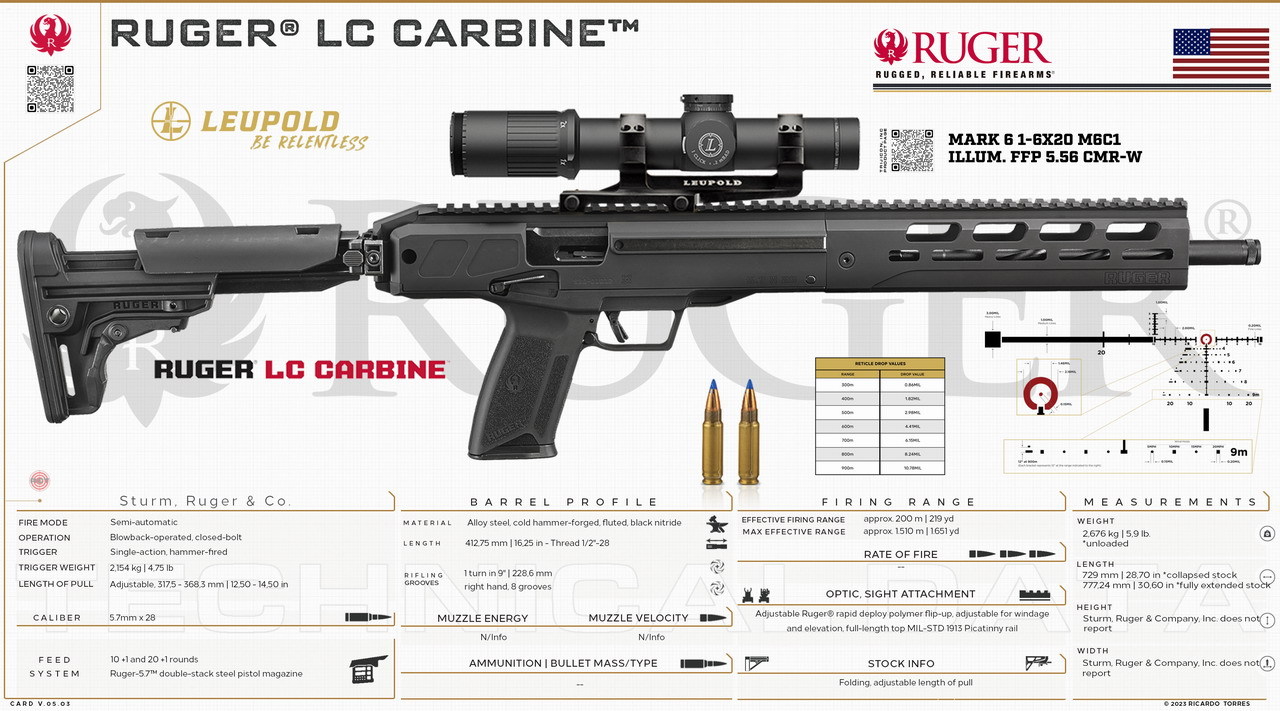 RUGER® LC CARBINE™
RUGER®
RUGGED, RELIABLE FIREARMS®
LEUPOLD
BE RELENTLESS
MARK 6 1-6X20 M6C1
ILLUM. FFP 5.56 CMR-W
LEUPOLD
RUGER
RUGER
RUGER®
RUGER LC CARBINE™
RETICLE DROP VALUES
RANGE DROP VALUE
300m 0.86MIL
400m 1.82MIL
500m 2.98MIL
600m 4.41MIL
700m 6.15MIL
800m 8.24MIL
900m 10.78MIL
20
20 10 10 20
9m
TECHNICAL DATA
Sturm, Ruger & Co.
FIRE MODE Semi-automatic
OPERATION Blowback-operated, closed-bolt
TRIGGER Single-action, hammer-fired
TRIGGER WEIGHT 2,154 kg | 4,75 lb
LENGTH OF PULL Adjustable, 317,5 - 368,3 mm | 12,50 - 14,50 in
CALIBER 5.7mm x 28
FEED SYSTEM 10 +1 and 20 +1 rounds
Ruger-5.7™ double-stack steel pistol magazine
BARREL PROFILE
MATERIAL Alloy steel, cold hammer-forged, fluted, black nitride
LENGTH 412,75 mm | 16,25 in - Thread 1/2"-28
RIFLING GROOVES 1 turn in 9" | 228,6 mm
right hand, 8 grooves
MUZZLE ENERGY MUZZLE VELOCITY
N/Info N/Info
AMMUNITION | BULLET MASS/TYPE
--
FIRING RANGE
EFFECTIVE FIRING RANGE approx. 200 m | 219 yd
MAX EFFECTIVE RANGE approx. 1.510 m | 1.651 yd
RATE OF FIRE
--
OPTIC, SIGHT ATTACHMENT
Adjustable Ruger® rapid deploy polymer flip-up, adjustable for windage
and elevation, full-length top MIL-STD 1913 Picatinny rail
STOCK INFO
Folding, adjustable length of pull
MEASUREMENTS
WEIGHT
2,676 kg | 5,9 lb.
*unloaded
LENGTH
729 mm | 28,70 in *collapsed stock
777,24 mm | 30,60 in *fully extended stock
HEIGHT
Sturm, Ruger & Company, Inc. does not
report
WIDTH
Sturm, Ruger & Company, Inc. does not
report
CARD V.05.03
© 2023 RICARDO TORRES